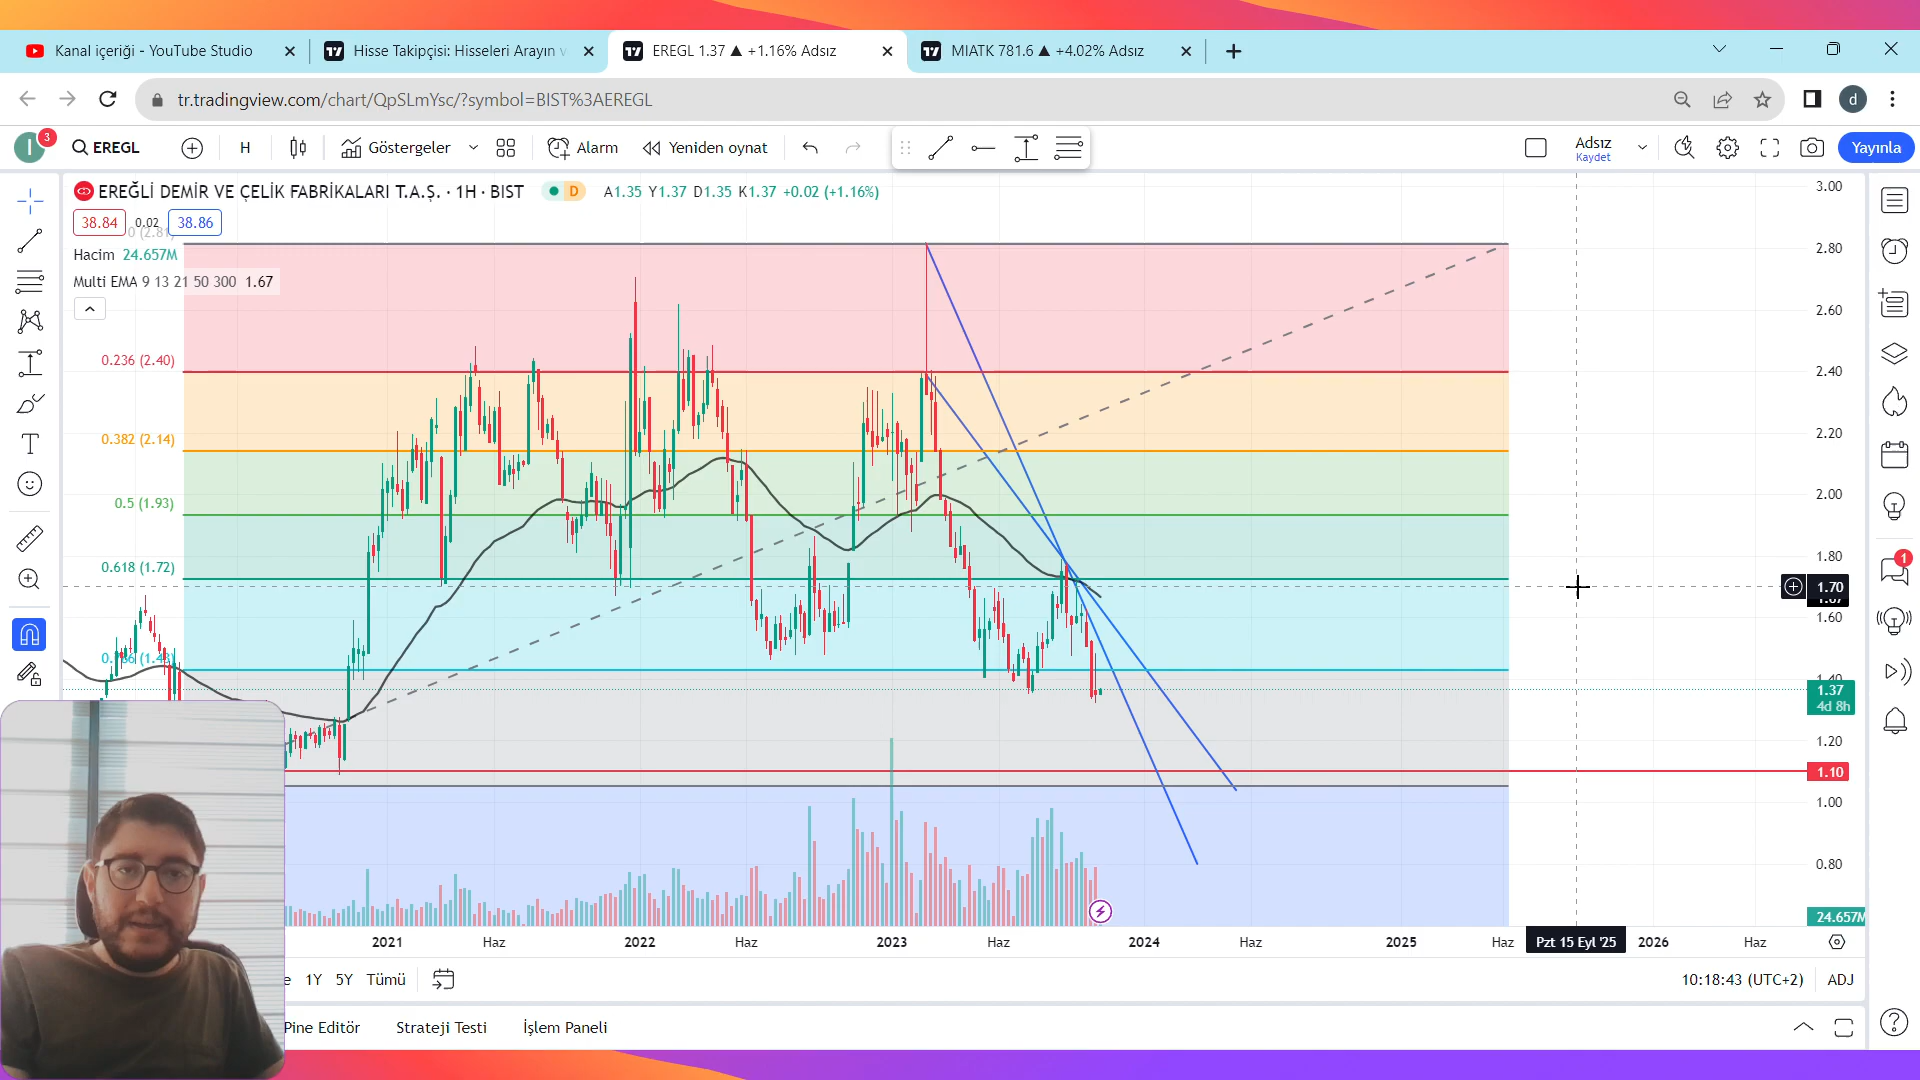 Kanal içeriği - YouTube Studio
Hisse Takipçisi: Hisseleri Arayın v
EREGL 1.37 ▲ +1.16% Adsız
MIATK 781.6 ▲ +4.02% Adsız
tr.tradingview.com/chart/QpSLmYsc/?symbol=BIST%3AEREGL
d
I
3
EREGL
H
Göstergeler
Alarm
Yeniden oynat
Adsız
Kaydet
Yayınla
EREĞLİ DEMİR VE ÇELİK FABRİKALARI T.A.Ş. · 1H · BIST
D
A1.35 Y1.37 D1.35 K1.37 +0.02 (+1.16%)
38.84
0.02
38.86
0 (2.81)
Hacim 24.657M
Multi EMA 9 13 21 50 300 1.67
0.236 (2.40)
0.382 (2.14)
0.5 (1.93)
0.618 (1.72)
3.00
2.80
2.60
2.40
2.20
2.00
1.80
1.70
1.60
1.40
1.37
4d 8h
1.20
1.10
1.00
0.80
24.657M
1
2021
Haz
2022
Haz
2023
Haz
2024
Haz
2025
Haz
Pzt 15 Eyl '25
2026
Haz
1Y
5Y
Tümü
10:18:43 (UTC+2)
ADJ
Pine Editör
Strateji Testi
İşlem Paneli